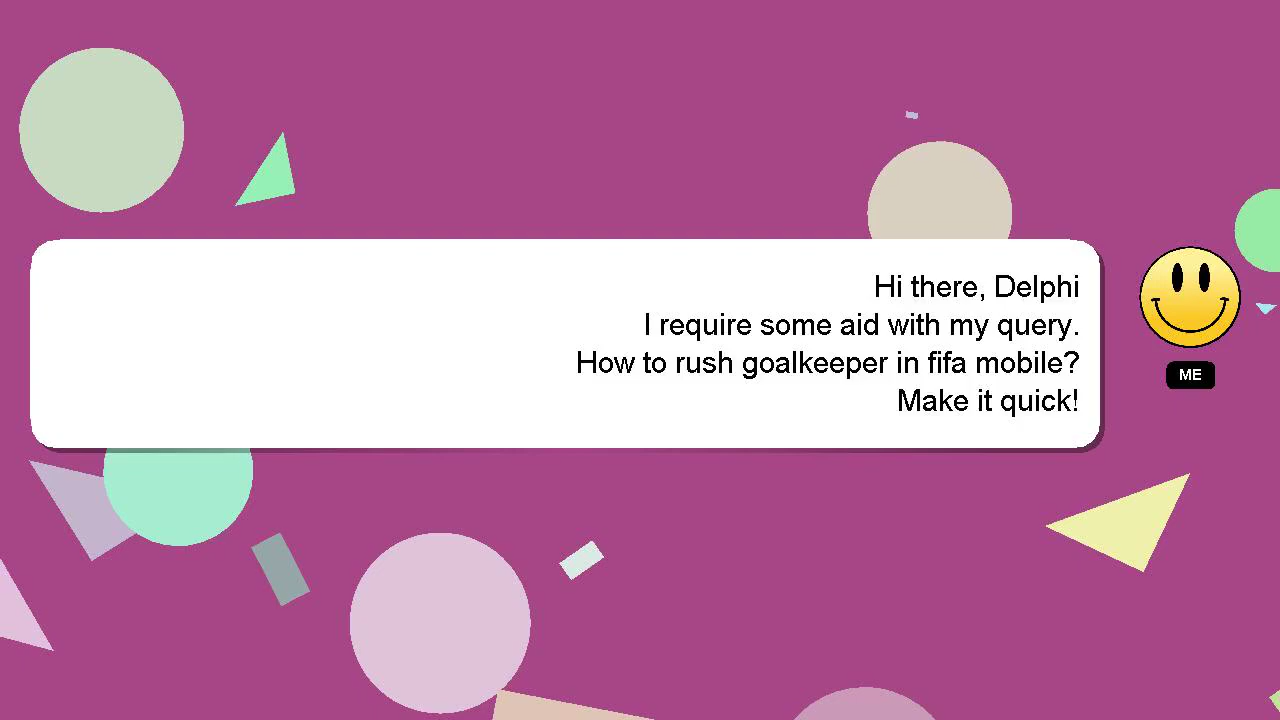 Hi there, Delphi
I require some aid with my query.
How to rush goalkeeper in fifa mobile?
Make it quick!
ME